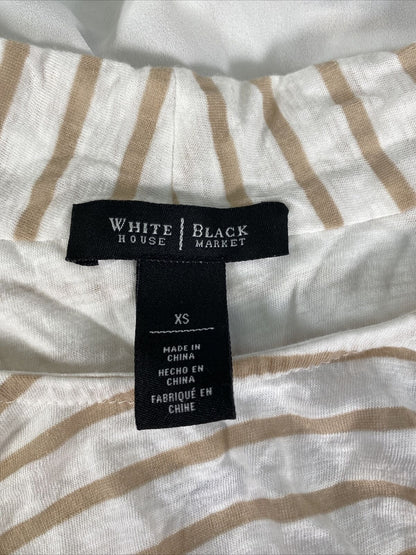 WHITE | BLACK
HOUSE | MARKET
XS
MADE IN
CHINA
HECHO EN
CHINA
FABRIQUÉ EN
CHINE